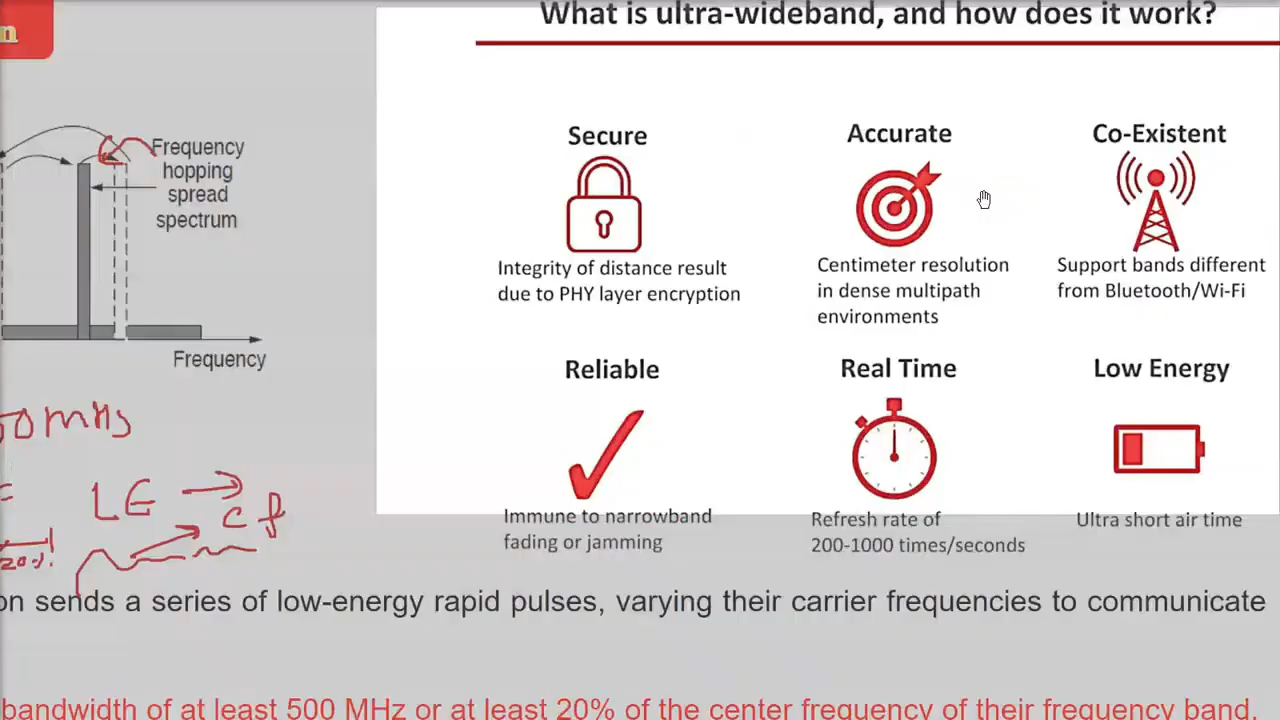 What is ultra-wideband, and how does it work?
n
Frequency
hopping
spread
spectrum
Frequency
Secure
Integrity of distance result
due to PHY layer encryption
Accurate
Centimeter resolution
in dense multipath
environments
Co-Existent
Support bands different
from Bluetooth/Wi-Fi
Reliable
Immune to narrowband
fading or jamming
Real Time
Refresh rate of
200-1000 times/seconds
Low Energy
Ultra short air time
LE
cf
on sends a series of low-energy rapid pulses, varying their carrier frequencies to communicate
bandwidth of at least 500 MHz or at least 20% of the center frequency of their frequency band.